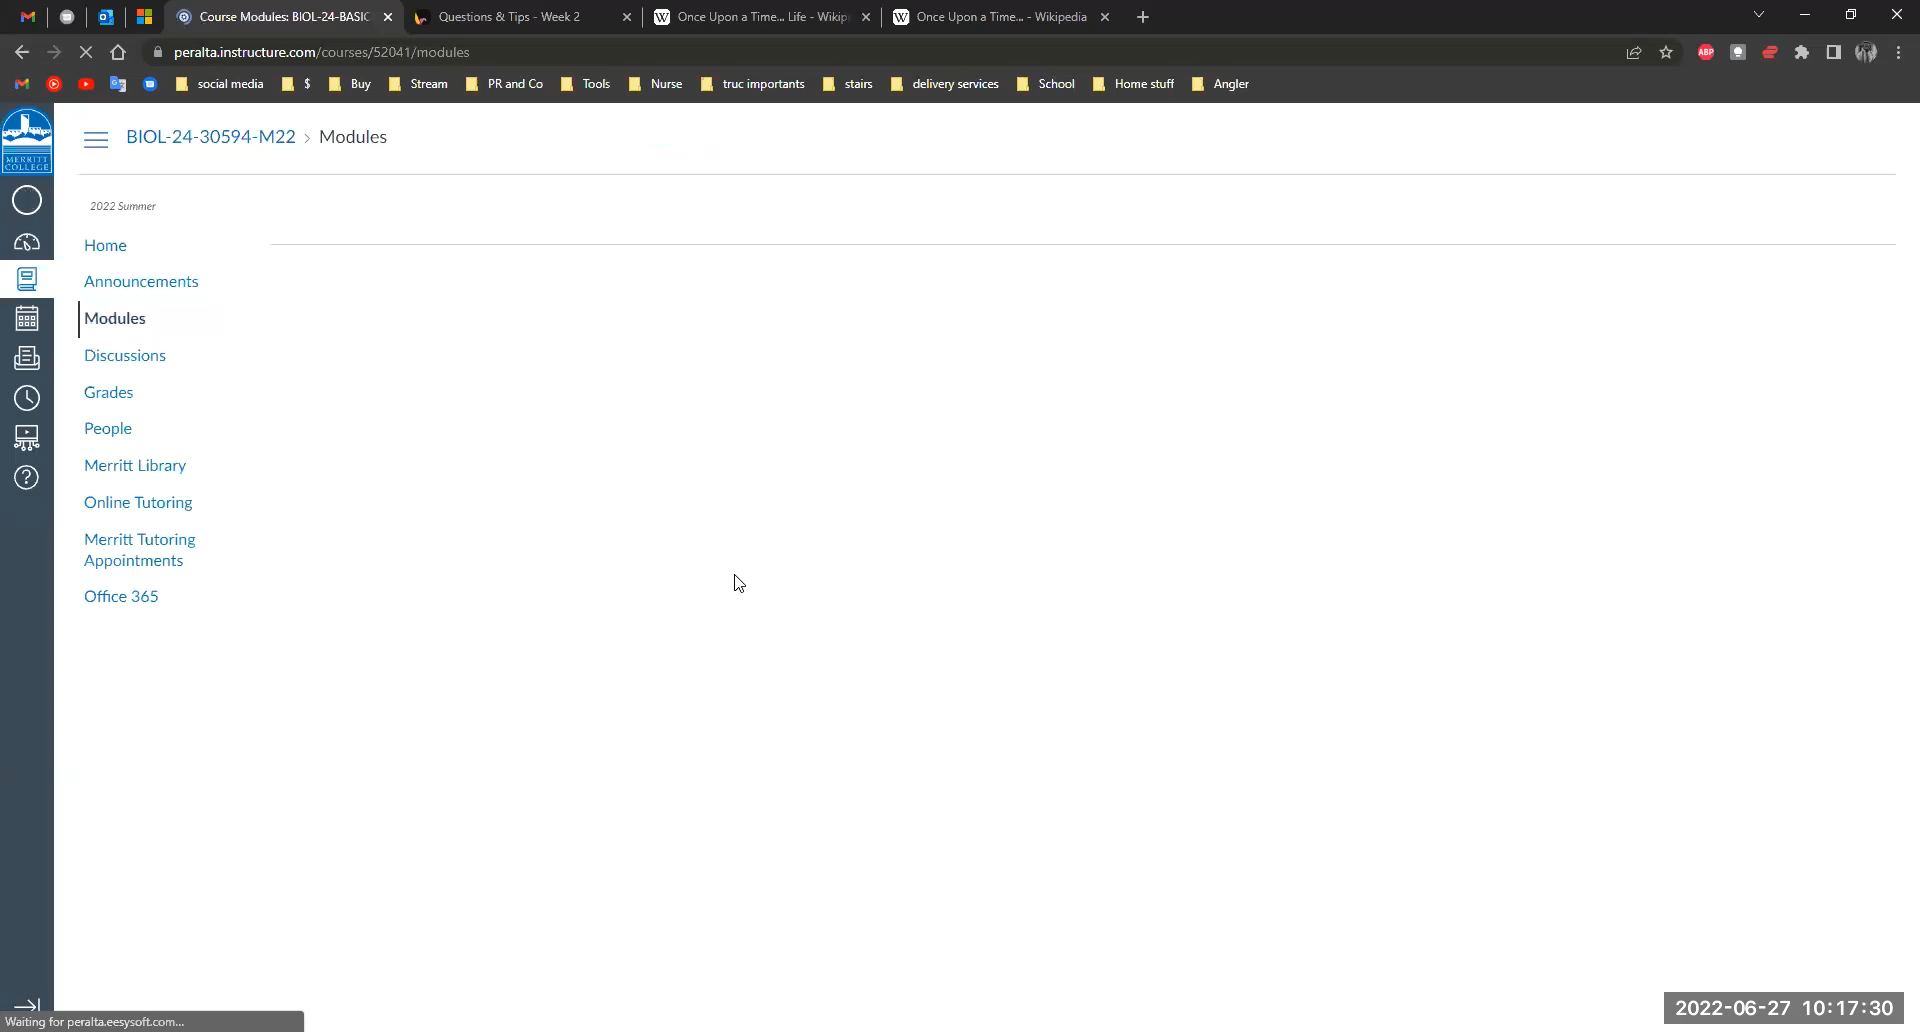 Course Modules: BIOL-24-BASIC
Questions & Tips - Week 2
Once Upon a Time... Life - Wikip
Once Upon a Time... - Wikipedia
peralta.instructure.com/courses/52041/modules
ABP
social media
$
Buy
Stream
PR and Co
Tools
Nurse
truc importants
stairs
delivery services
School
Home stuff
Angler
MERRITT
COLLEGE
BIOL-24-30594-M22 › Modules
2022 Summer
Home
Announcements
Modules
Discussions
Grades
People
Merritt Library
Online Tutoring
Merritt Tutoring
Appointments
Office 365
Waiting for peralta.eesysoft.com...
2022-06-27 10:17:30